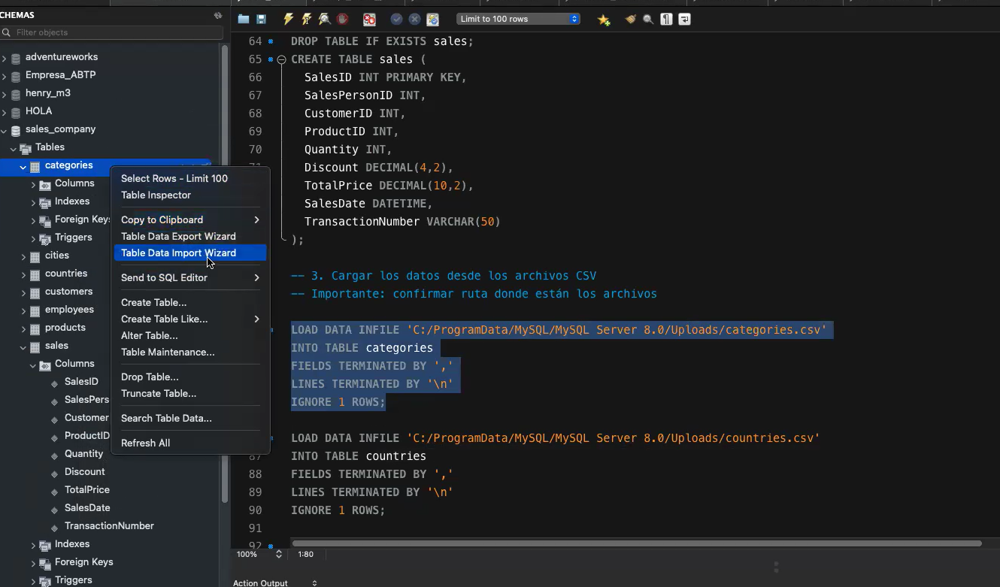 CHEMAS
Filter objects
adventureworks
Empresa_ABTP
henry_m3
HOLA
sales_company
Tables
categories
Columns
Indexes
Foreign Keys
Triggers
cities
countries
customers
employees
products
sales
Columns
SalesID
SalesPers
Customer
ProductID
Quantity
Discount
TotalPrice
SalesDate
TransactionNumber
Indexes
Foreign Keys
Triggers
Select Rows - Limit 100
Table Inspector
Copy to Clipboard
Table Data Export Wizard
Table Data Import Wizard
Send to SQL Editor
Create Table...
Create Table Like...
Alter Table...
Table Maintenance...
Drop Table...
Truncate Table...
Search Table Data...
Refresh All
Limit to 100 rows
64 DROP TABLE IF EXISTS sales;
65 CREATE TABLE sales (
66 SalesID INT PRIMARY KEY,
67 SalesPersonID INT,
68 CustomerID INT,
69 ProductID INT,
70 Quantity INT,
71 Discount DECIMAL(4,2),
TotalPrice DECIMAL(10,2),
SalesDate DATETIME,
TransactionNumber VARCHAR(50)
);
-- 3. Cargar los datos desde los archivos CSV
-- Importante: confirmar ruta donde están los archivos
LOAD DATA INFILE 'C:/ProgramData/MySQL/MySQL Server 8.0/Uploads/categories.csv'
INTO TABLE categories
FIELDS TERMINATED BY ','
LINES TERMINATED BY '\n'
IGNORE 1 ROWS;
LOAD DATA INFILE 'C:/ProgramData/MySQL/MySQL Server 8.0/Uploads/countries.csv'
87 INTO TABLE countries
88 FIELDS TERMINATED BY ','
89 LINES TERMINATED BY '\n'
90 IGNORE 1 ROWS;
91
92
100% 1:80
Action Output